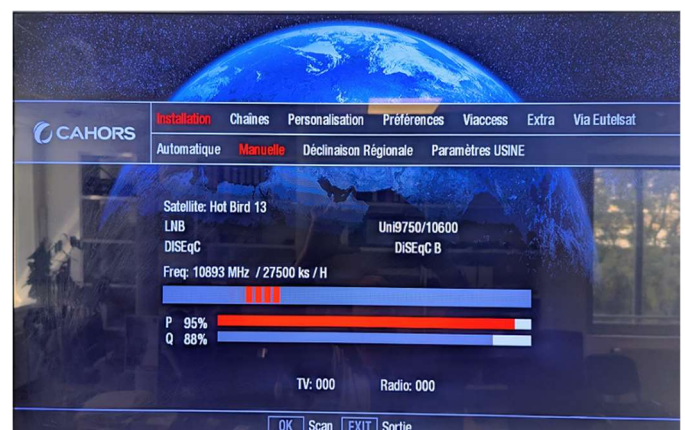 CAHORS
Installation Chaînes Personalisation Préférences Viaccess Extra Via Eutelsat
Automatique Manuelle Déclinaison Régionale Paramètres USINE
Satellite: Hot Bird 13
LNB Uni9750/10600
DISEqC DiSEqC B
Freq: 10893 MHz / 27500 ks / H
P 95%
Q 88%
TV: 000 Radio: 000
OK Scan EXIT Sortie